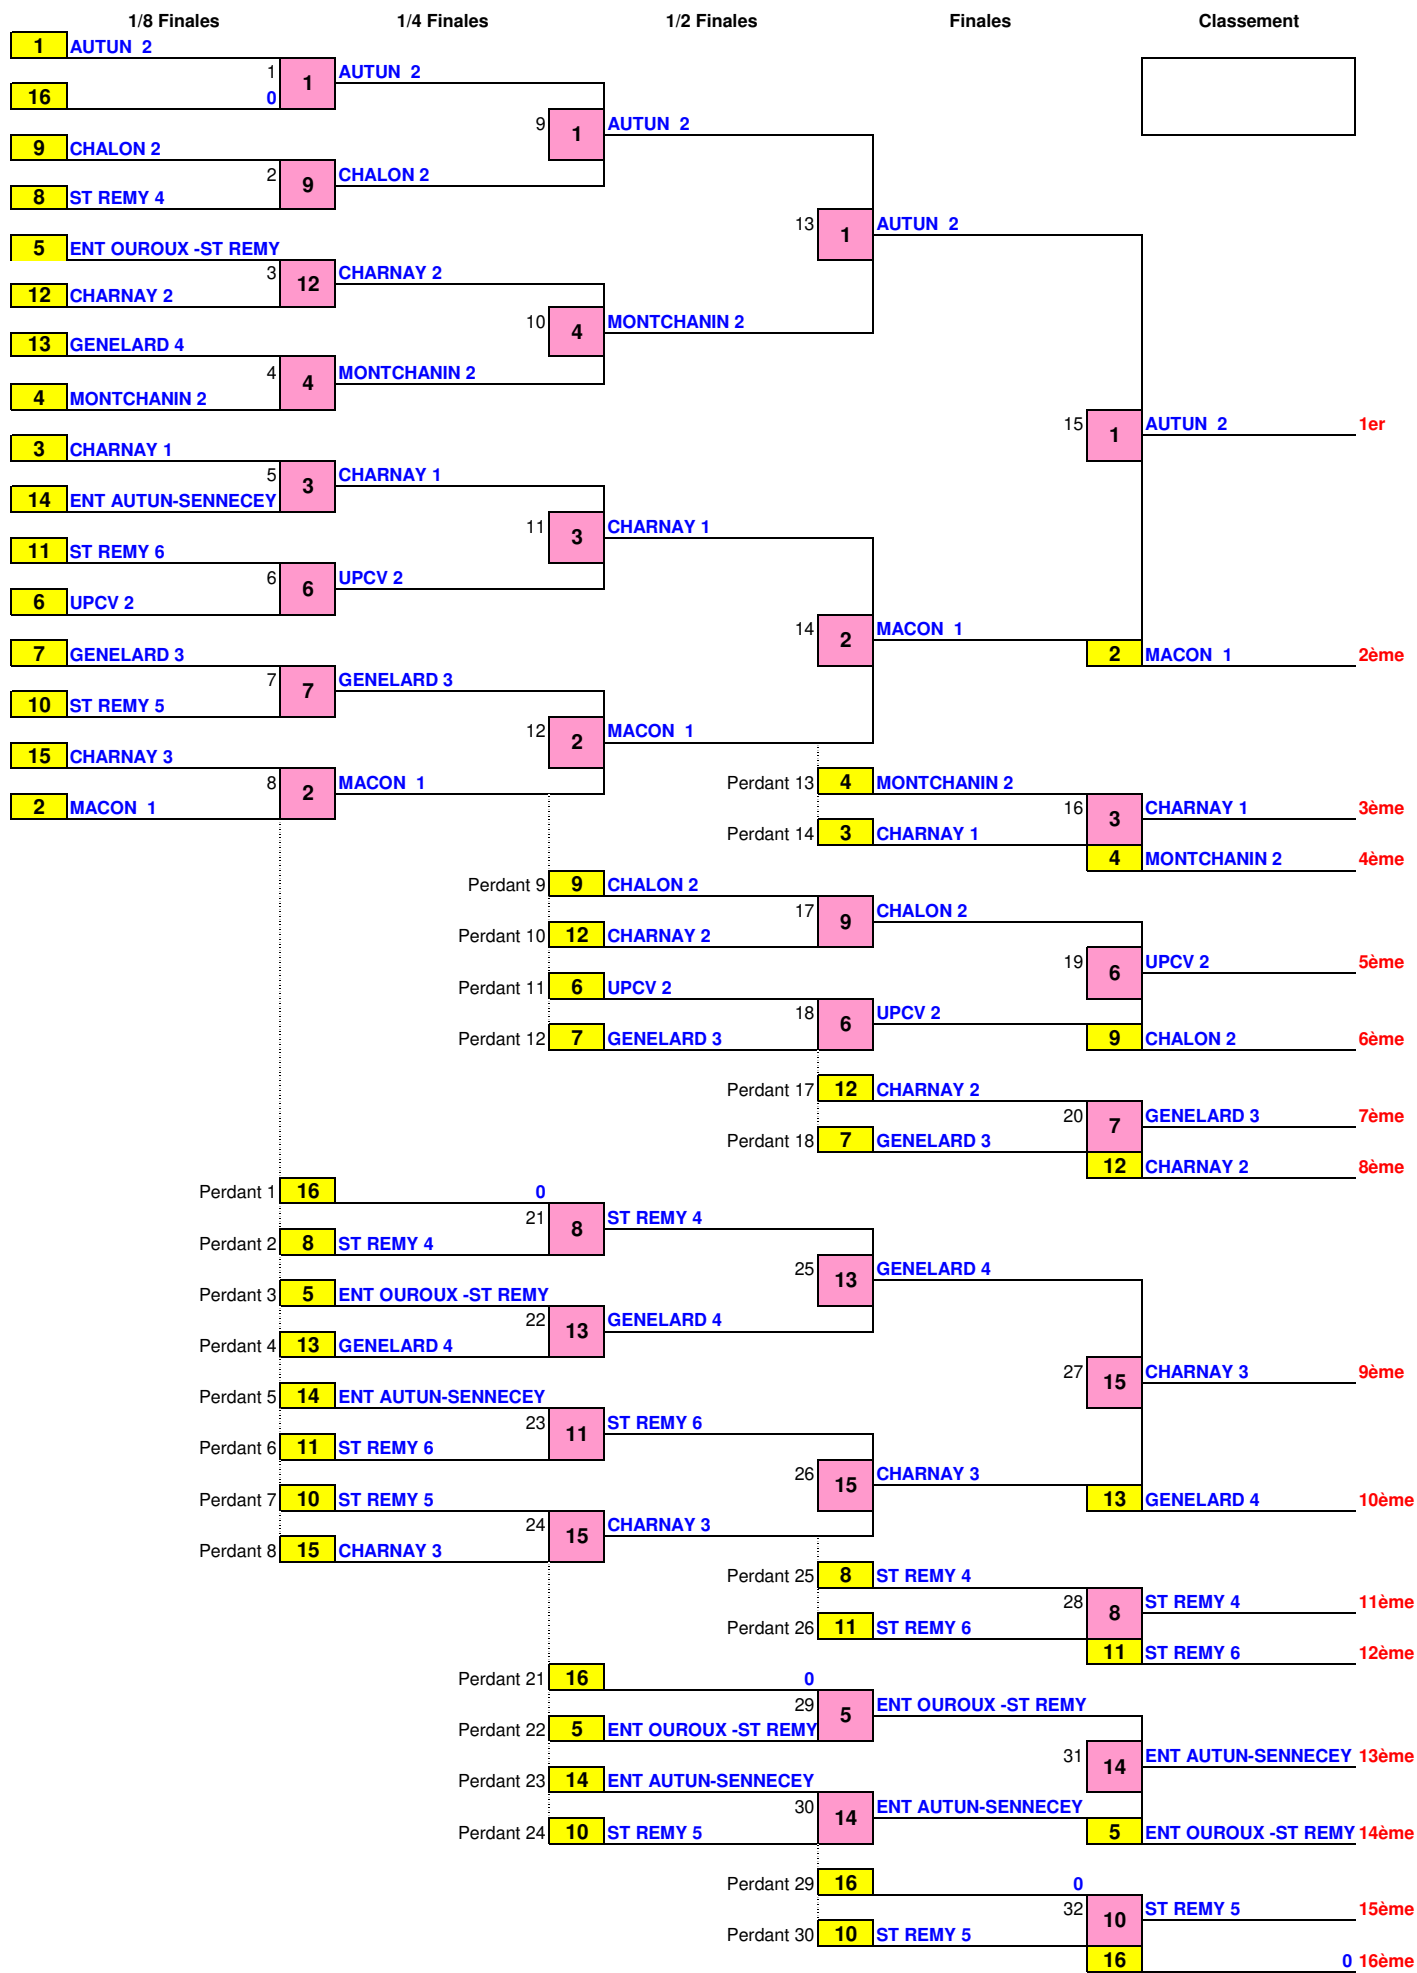 1/8 Finales 1/4 Finales 1/2 Finales Finales Classement
1 AUTUN 2
1 1 AUTUN 2
16 0
9 1 AUTUN 2
9 CHALON 2
2 9 CHALON 2
8 ST REMY 4
13 1 AUTUN 2
5 ENT OUROUX -ST REMY
3 12 CHARNAY 2
12 CHARNAY 2
10 4 MONTCHANIN 2
13 GENELARD 4
4 4 MONTCHANIN 2
4 MONTCHANIN 2
15 1 AUTUN 2 1er
3 CHARNAY 1
5 3 CHARNAY 1
14 ENT AUTUN-SENNECEY
11 3 CHARNAY 1
11 ST REMY 6
6 6 UPCV 2
6 UPCV 2
14 2 MACON 1
7 GENELARD 3
2 MACON 1 2ème
7 7 GENELARD 3
10 ST REMY 5
12 2 MACON 1
15 CHARNAY 3
8 2 MACON 1
2 MACON 1
Perdant 13 4 MONTCHANIN 2
16 3 CHARNAY 1 3ème
Perdant 14 3 CHARNAY 1
4 MONTCHANIN 2 4ème
Perdant 9 9 CHALON 2
17 9 CHALON 2
Perdant 10 12 CHARNAY 2
19 6 UPCV 2 5ème
Perdant 11 6 UPCV 2
18 6 UPCV 2
Perdant 12 7 GENELARD 3
9 CHALON 2 6ème
Perdant 17 12 CHARNAY 2
20 7 GENELARD 3 7ème
Perdant 18 7 GENELARD 3
12 CHARNAY 2 8ème
Perdant 1 16 0
21 8 ST REMY 4
Perdant 2 8 ST REMY 4
25 13 GENELARD 4
Perdant 3 5 ENT OUROUX -ST REMY
22 13 GENELARD 4
Perdant 4 13 GENELARD 4
27 15 CHARNAY 3 9ème
Perdant 5 14 ENT AUTUN-SENNECEY
23 11 ST REMY 6
Perdant 6 11 ST REMY 6
26 15 CHARNAY 3
Perdant 7 10 ST REMY 5
13 GENELARD 4 10ème
24 15 CHARNAY 3
Perdant 8 15 CHARNAY 3
Perdant 25 8 ST REMY 4
28 8 ST REMY 4 11ème
Perdant 26 11 ST REMY 6
11 ST REMY 6 12ème
Perdant 21 16 0
29 5 ENT OUROUX -ST REMY
Perdant 22 5 ENT OUROUX -ST REMY
31 14 ENT AUTUN-SENNECEY 13ème
Perdant 23 14 ENT AUTUN-SENNECEY
30 14 ENT AUTUN-SENNECEY
Perdant 24 10 ST REMY 5
5 ENT OUROUX -ST REMY 14ème
Perdant 29 16 0
32 10 ST REMY 5 15ème
Perdant 30 10 ST REMY 5
16 0 16ème